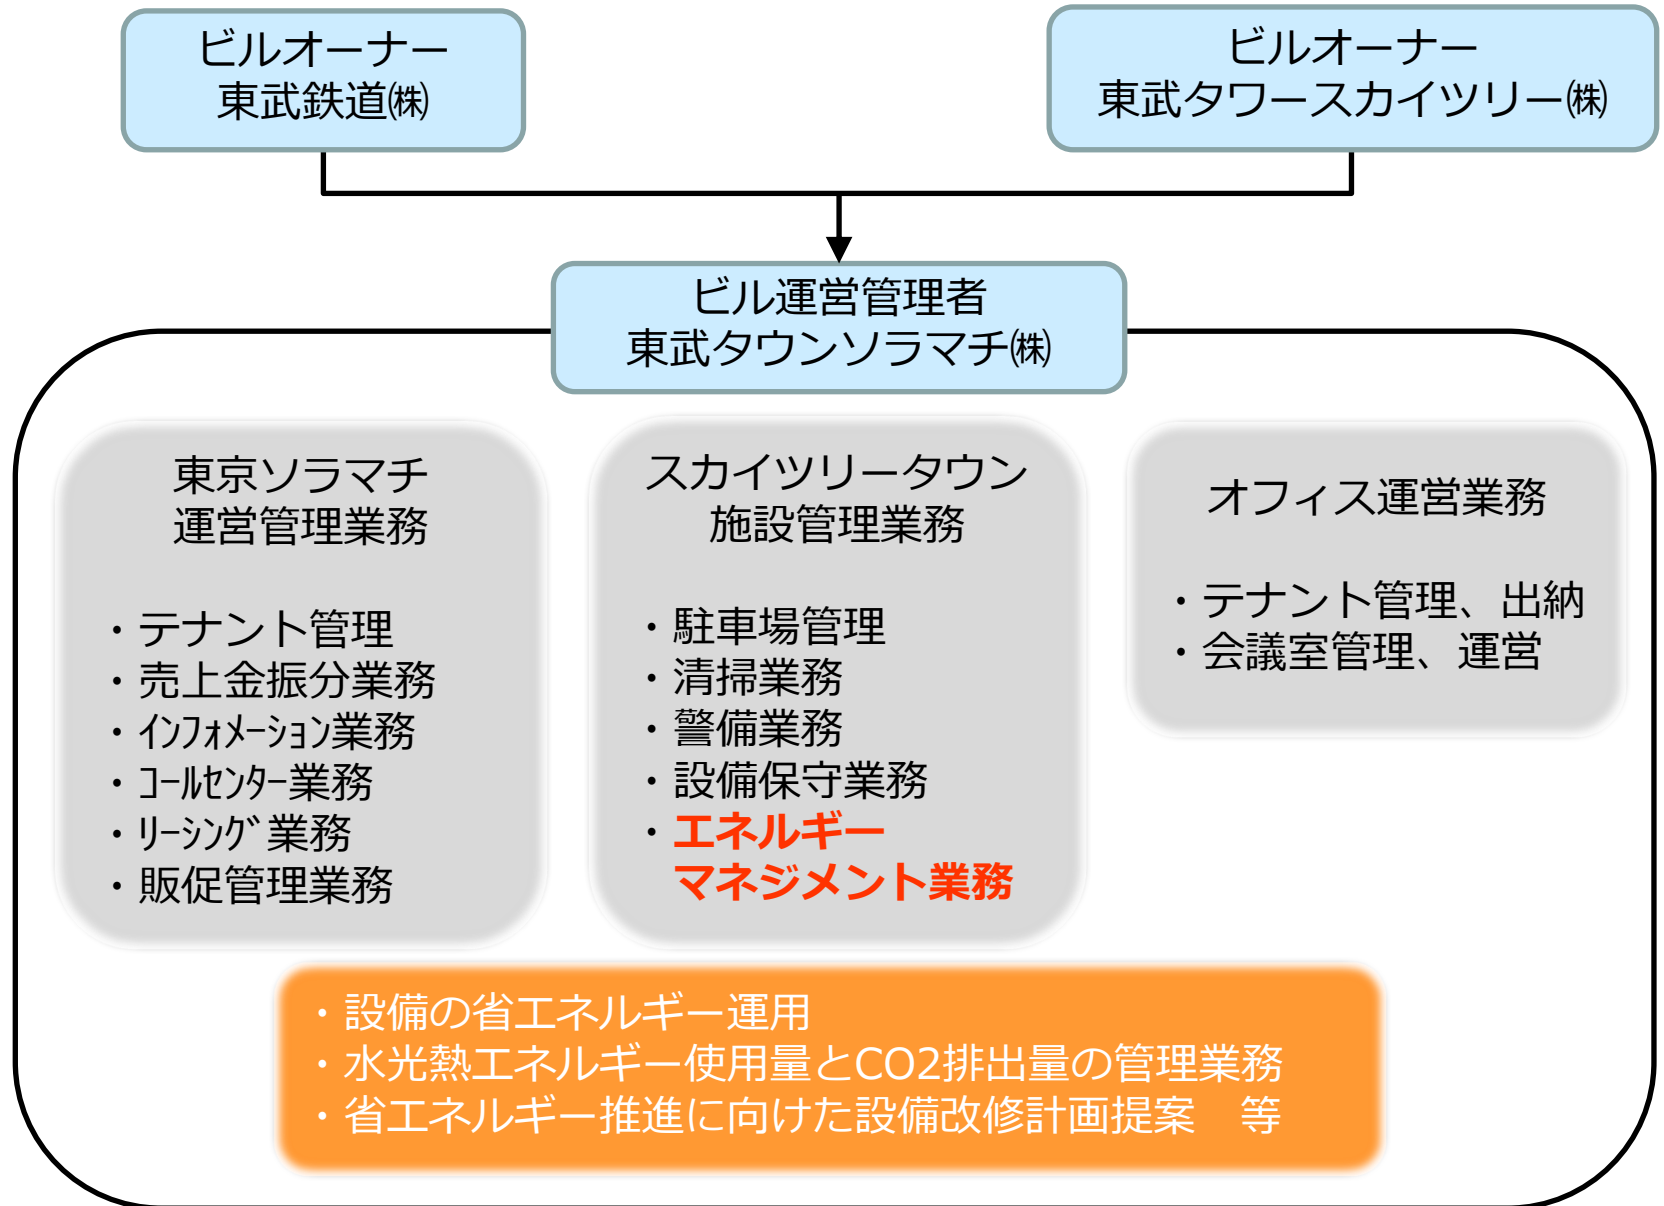 ビルオーナー
東武鉄道㈱
ビルオーナー
東武タワースカイツリー㈱
ビル運営管理者
東武タウンソラマチ㈱
東京ソラマチ
運営管理業務
・テナント管理
・売上金振分業務
・ｲﾝﾌｫﾒｰｼｮﾝ業務
・ｺｰﾙｾﾝﾀｰ業務
・ﾘｰｼﾝｸﾞ業務
・販促管理業務
スカイツリータウン
施設管理業務
・駐車場管理
・清掃業務
・警備業務
・設備保守業務
・エネルギー
マネジメント業務
オフィス運営業務
・テナント管理、出納
・会議室管理、運営
・設備の省エネルギー運用
・水光熱エネルギー使用量とCO2排出量の管理業務
・省エネルギー推進に向けた設備改修計画提案　等